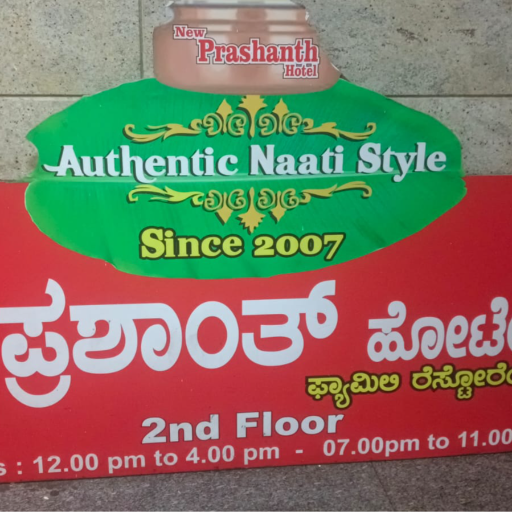 New
Prashanth
Hotel
Authentic Naati Style
Since 2007
ಪ್ರಶಾಂತ್
ಫ್ಯಾಮಿಲಿ
2nd Floor
: 12.00 pm to 4.00 pm - 07.00pm to 11.00